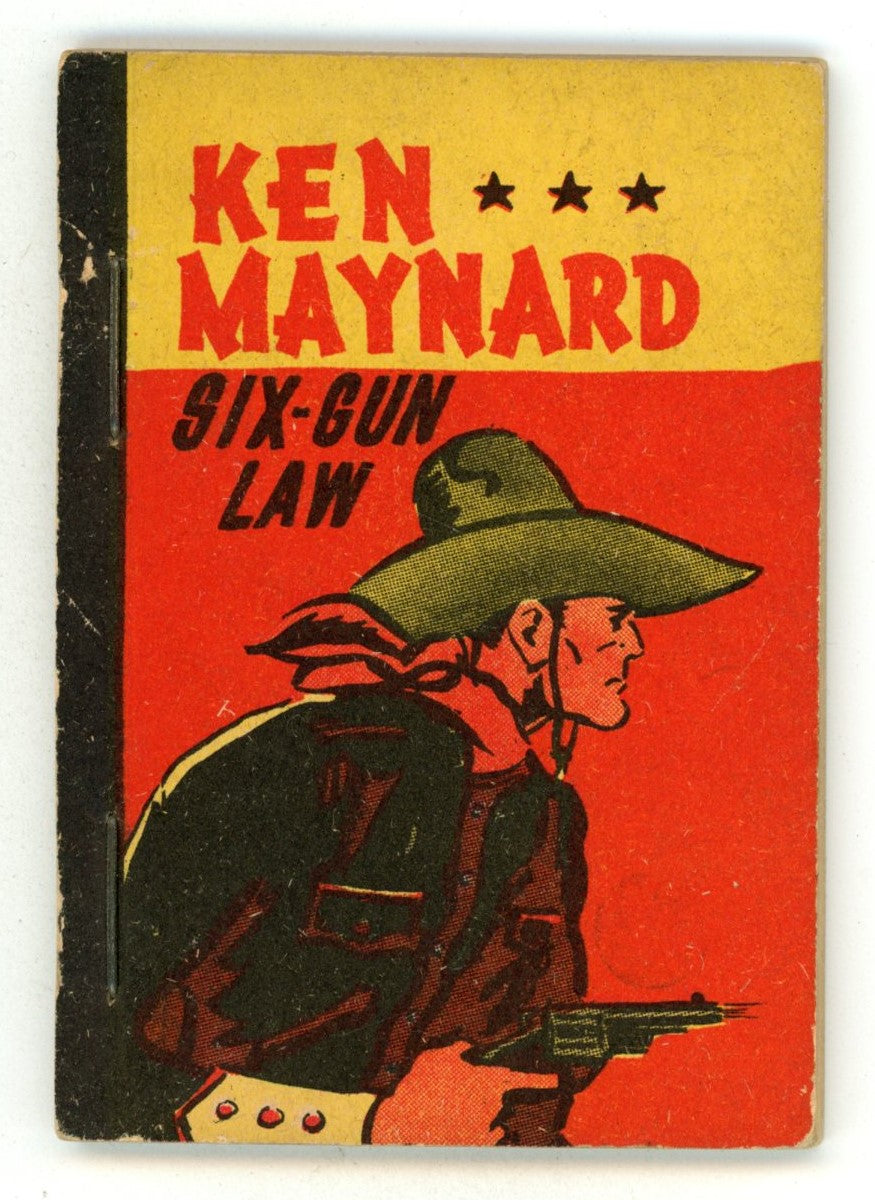 KEN ★ ★ ★
MAYNARD
SIX-GUN
LAW